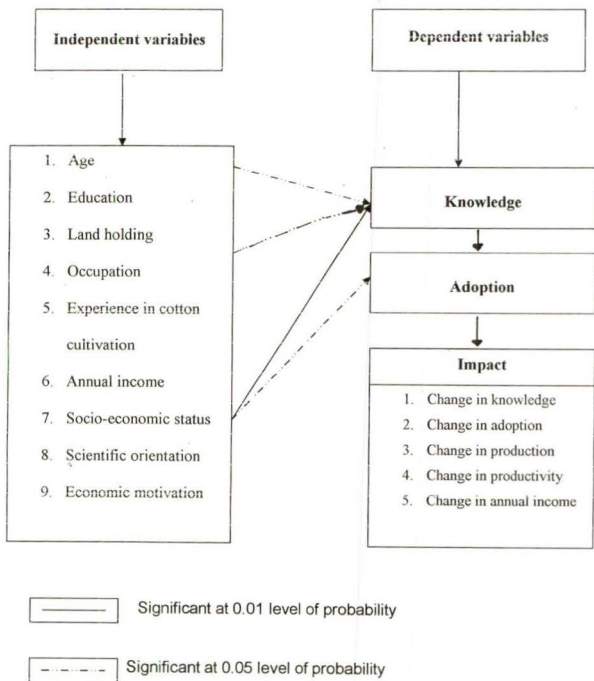 Independent variables
Dependent variables
1. Age
2. Education
3. Land holding
4. Occupation
5. Experience in cotton
cultivation
6. Annual income
7. Socio-economic status
8. Scientific orientation
9. Economic motivation
Knowledge
Adoption
Impact
1. Change in knowledge
2. Change in adoption
3. Change in production
4. Change in productivity
5. Change in annual income
Significant at 0.01 level of probability
Significant at 0.05 level of probability